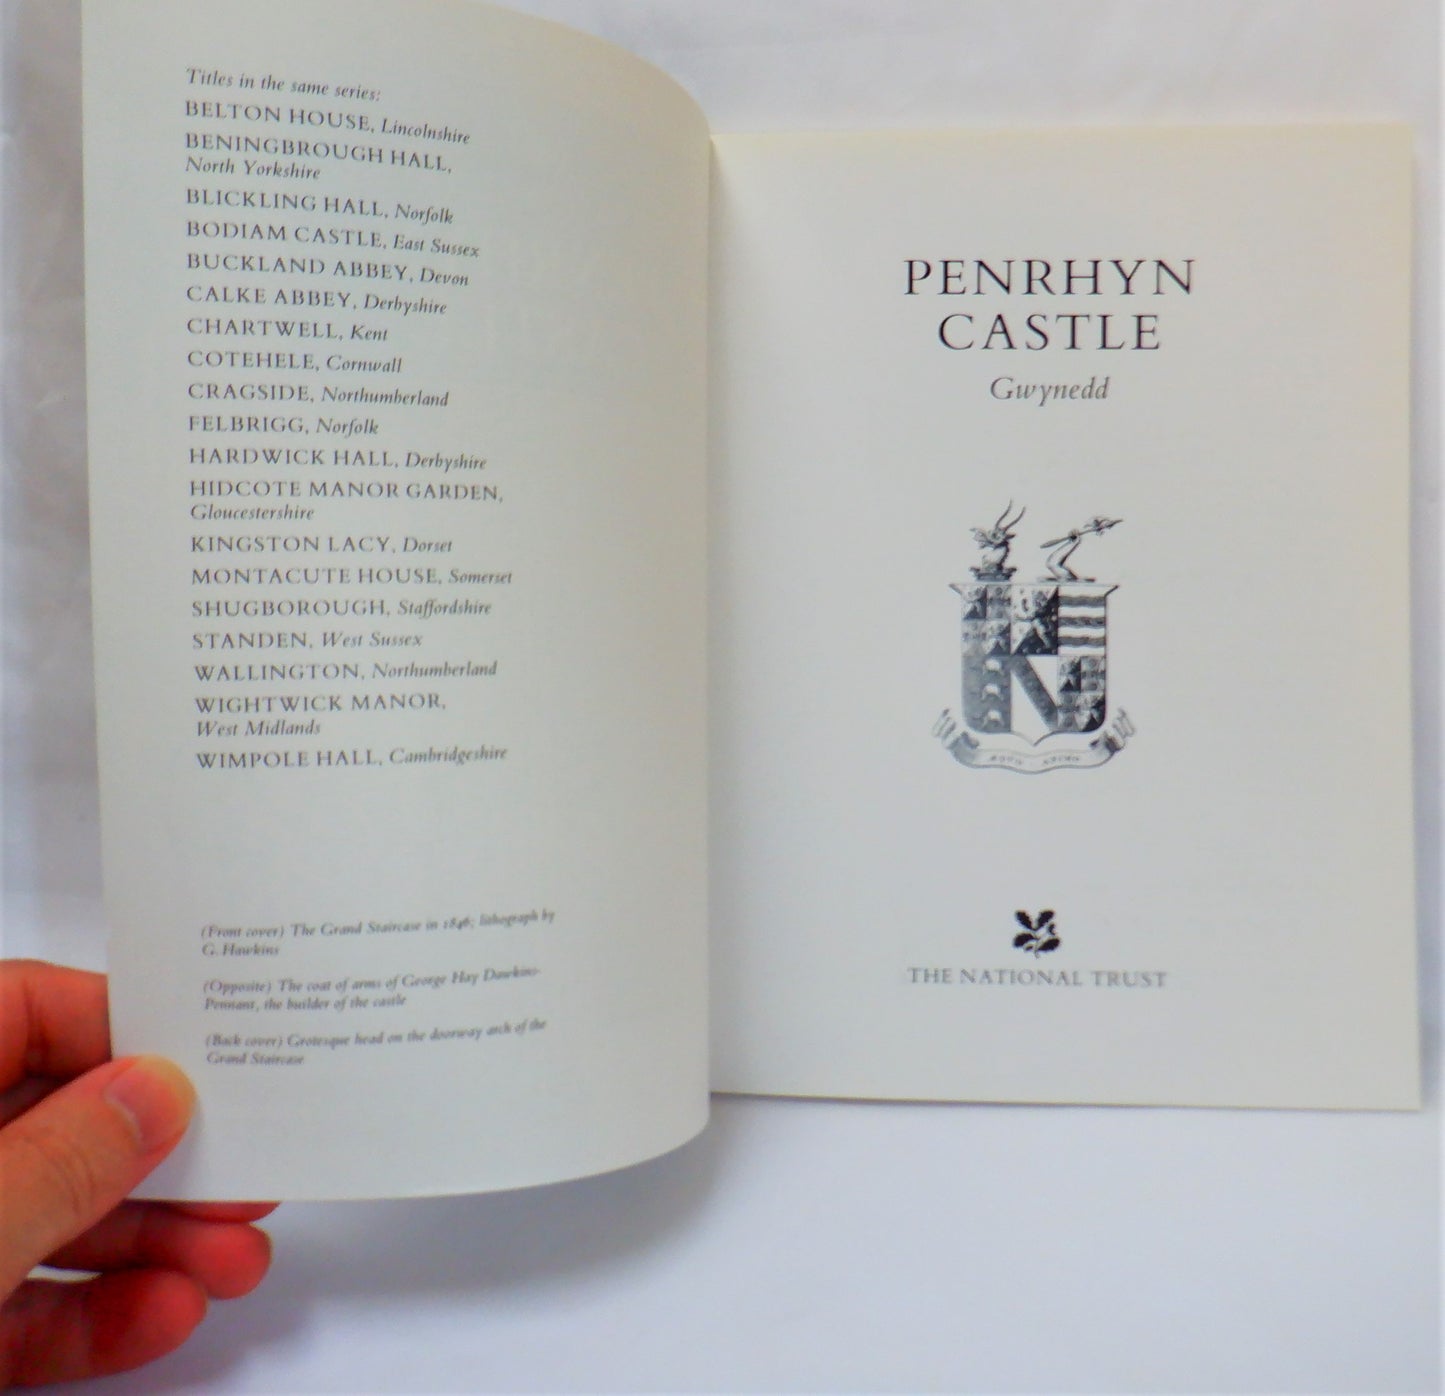 Titles in the same series:
BELTON HOUSE, Lincolnshire
BENINGBROUGH HALL,
North Yorkshire
BLICKLING HALL, Norfolk
BODIAM CASTLE, East Sussex
BUCKLAND ABBEY, Devon
CALKE ABBEY, Derbyshire
CHARTWELL, Kent
COTEHELE, Cornwall
CRAGSIDE, Northumberland
FELBRIGG, Norfolk
HARDWICK HALL, Derbyshire
HIDCOTE MANOR GARDEN,
Gloucestershire
KINGSTON LACY, Dorset
MONTACUTE HOUSE, Somerset
SHUGBOROUGH, Staffordshire
STANDEN, West Sussex
WALLINGTON, Northumberland
WIGHTWICK MANOR,
West Midlands
WIMPOLE HALL, Cambridgeshire
(Front cover) The Grand Staircase in 1846; lithograph by
G. Hawkins
(Opposite) The coat of arms of George Hay Dawkins-
Pennant, the builder of the castle
(Back cover) Grotesque head on the doorway arch of the
Grand Staircase
PENRHYN
CASTLE
Gwynedd
THE NATIONAL TRUST